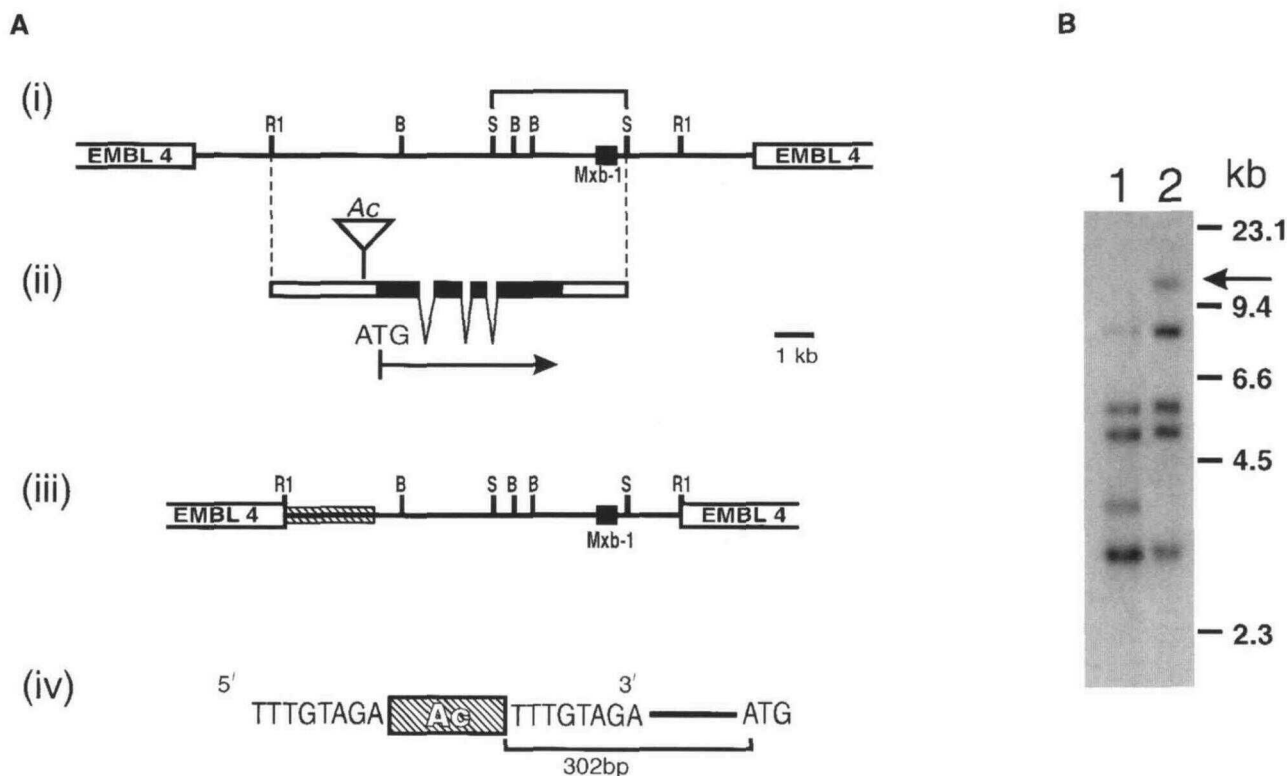 A
B
(i)
R1 B S B B S R1
EMBL 4 EMBL 4
Mxb-1
Ac
(ii)
ATG
1 kb
(iii)
R1 B S B B S R1
EMBL 4 EMBL 4
Mxb-1
(iv)
5′ 3′
TTTGTAGA Ac TTTGTAGA ATG
302bp
1 2 kb
23.1
9.4
6.6
4.5
2.3